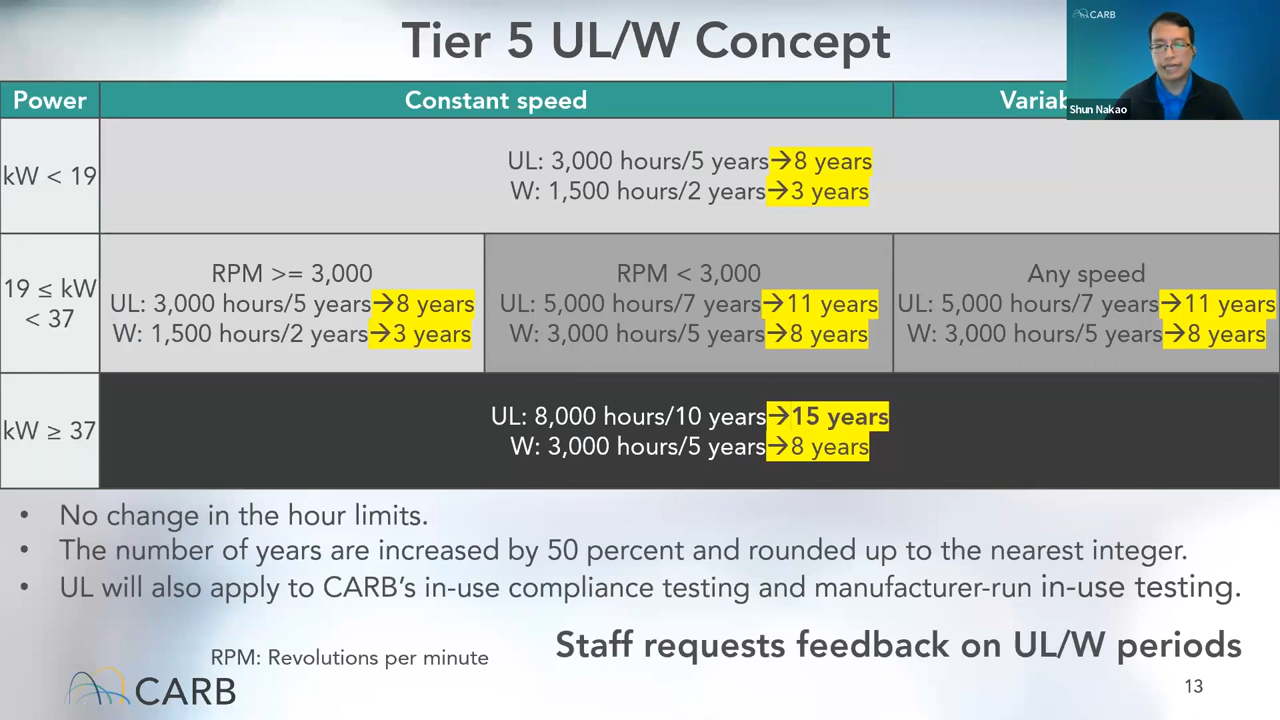 Tier 5 UL/W Concept
CARB
Shun Nakao
Power
Constant speed
kW < 19
UL: 3,000 hours/5 years→8 years
W: 1,500 hours/2 years→3 years
19 ≤ kW
< 37
RPM >= 3,000
UL: 3,000 hours/5 years→8 years
W: 1,500 hours/2 years→3 years
RPM < 3,000
UL: 5,000 hours/7 years→11 years
W: 3,000 hours/5 years→8 years
Any speed
UL: 5,000 hours/7 years→11 years
W: 3,000 hours/5 years→8 years
kW ≥ 37
UL: 8,000 hours/10 years→15 years
W: 3,000 hours/5 years→8 years
• No change in the hour limits.
• The number of years are increased by 50 percent and rounded up to the nearest integer.
• UL will also apply to CARB's in-use compliance testing and manufacturer-run in-use testing.
Staff requests feedback on UL/W periods
RPM: Revolutions per minute
CARB
13